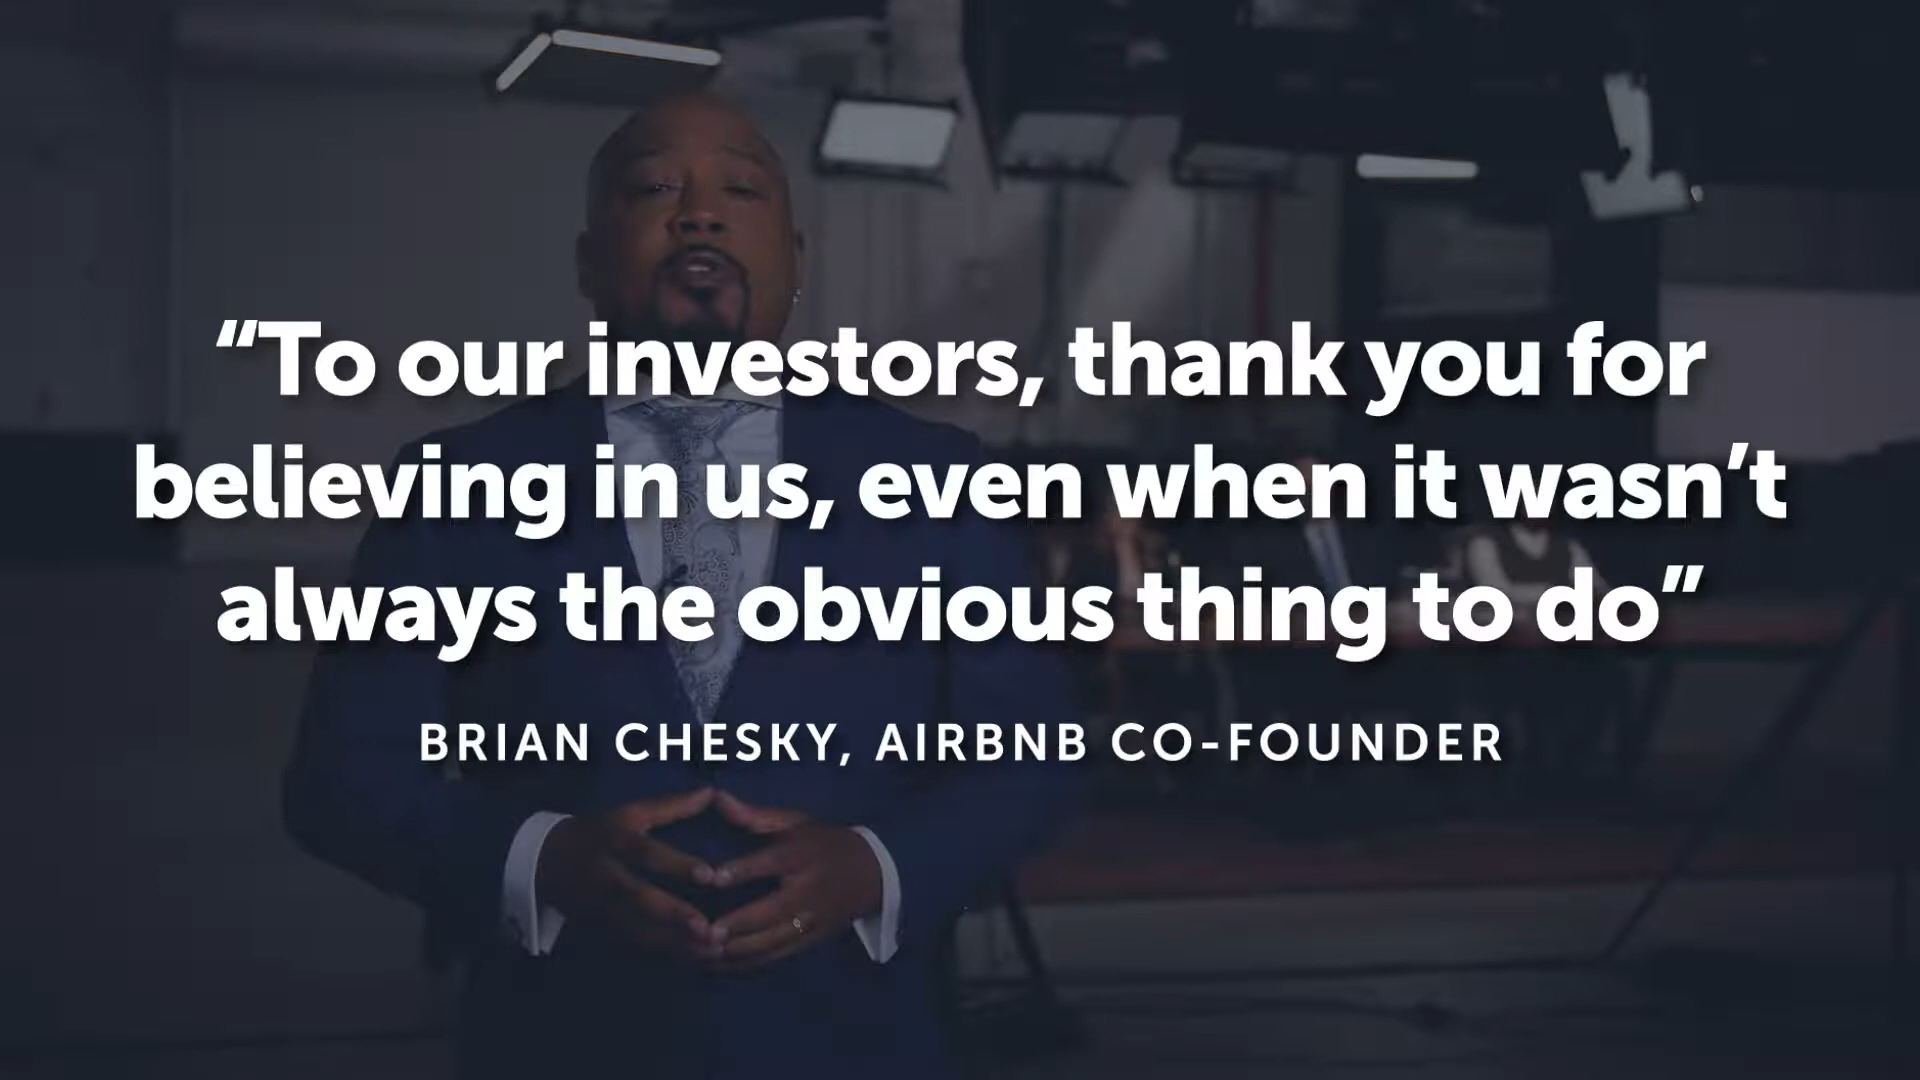 “To our investors, thank you for
believing in us, even when it wasn’t
always the obvious thing to do”
BRIAN CHESKY, AIRBNB CO-FOUNDER